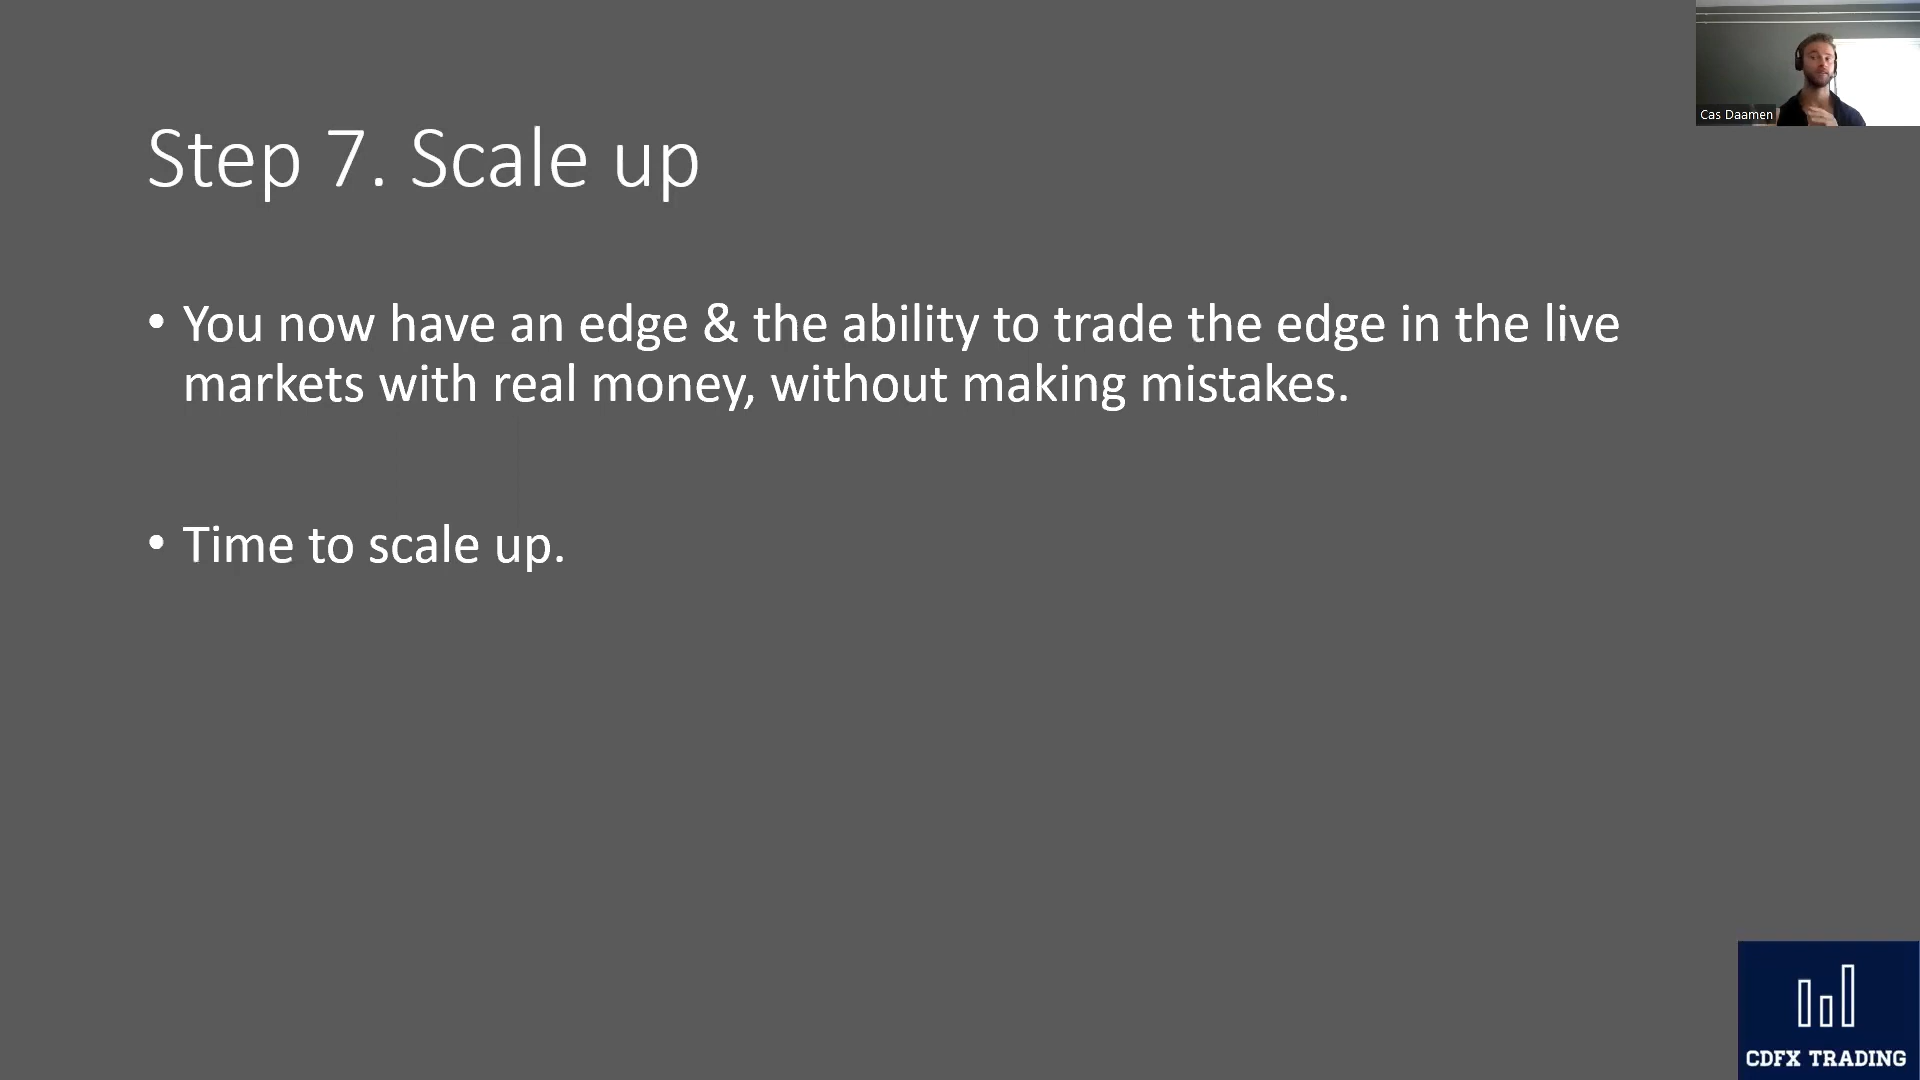 Cas Daamen
Step 7. Scale up
• You now have an edge & the ability to trade the edge in the live
markets with real money, without making mistakes.
• Time to scale up.
CDFX TRADING